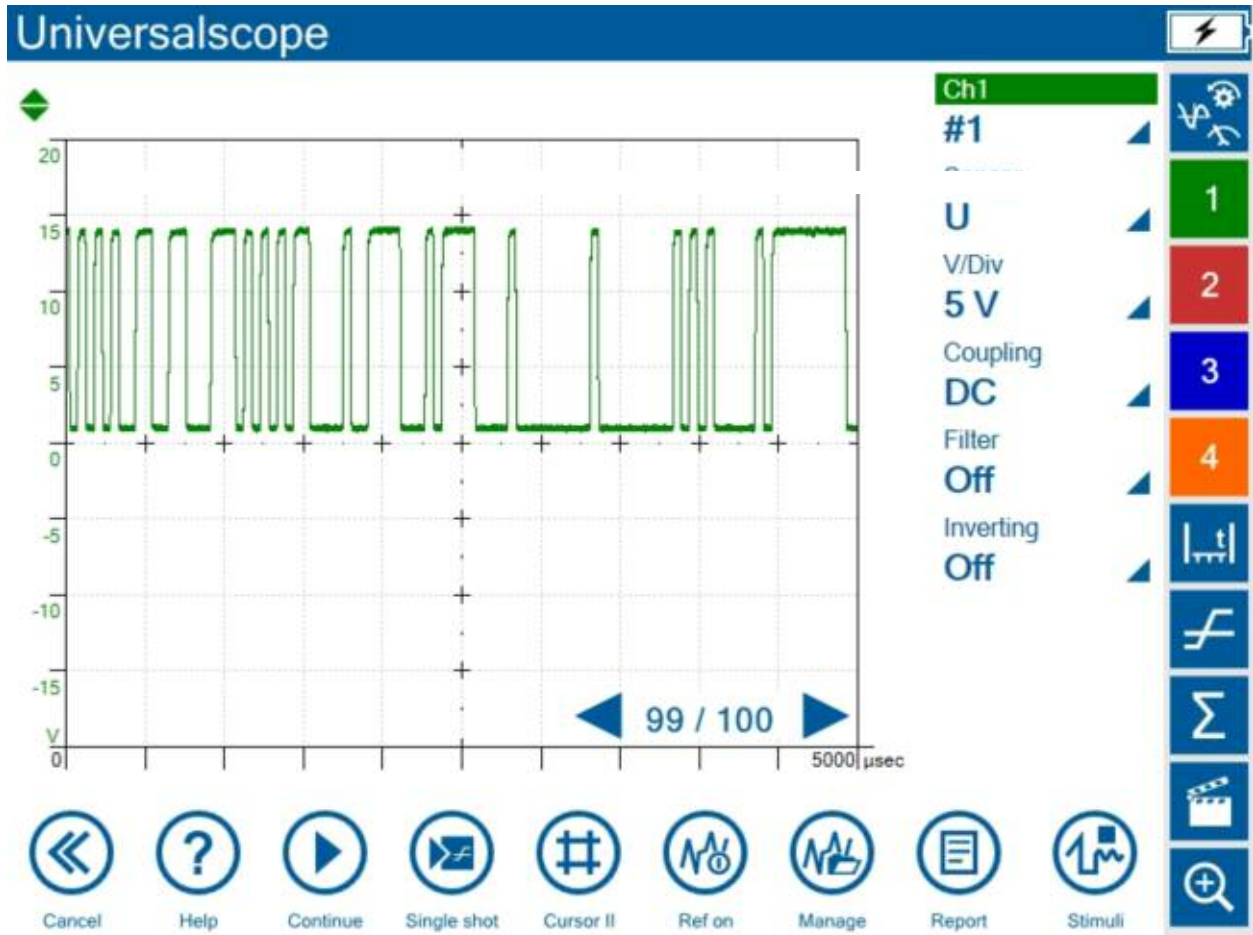 Universalscope
Ch1
#1
U
V/Div
5 V
Coupling
DC
Filter
Off
Inverting
Off
1
2
3
4
t
Σ
20
15
10
5
0
-5
-10
-15
V
0
5000 µsec
99 / 100
Cancel
Help
Continue
Single shot
Cursor II
Ref on
Manage
Report
Stimuli